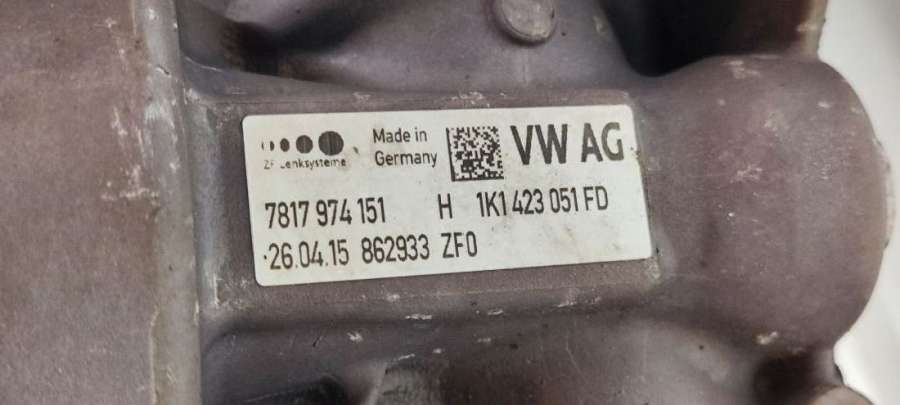 Made in
Germany
VW AG
ZF Lenksysteme
7817 974 151 H 1K1 423 051 FD
26.04.15 862933 ZF0